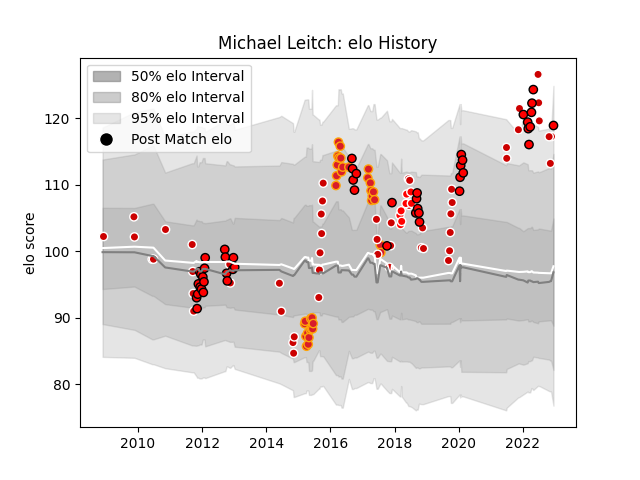 Michael Leitch: elo History
50% elo Interval
80% elo Interval
95% elo Interval
Post Match elo
elo score
120
110
100
90
80
2010 2012 2014 2016 2018 2020 2022